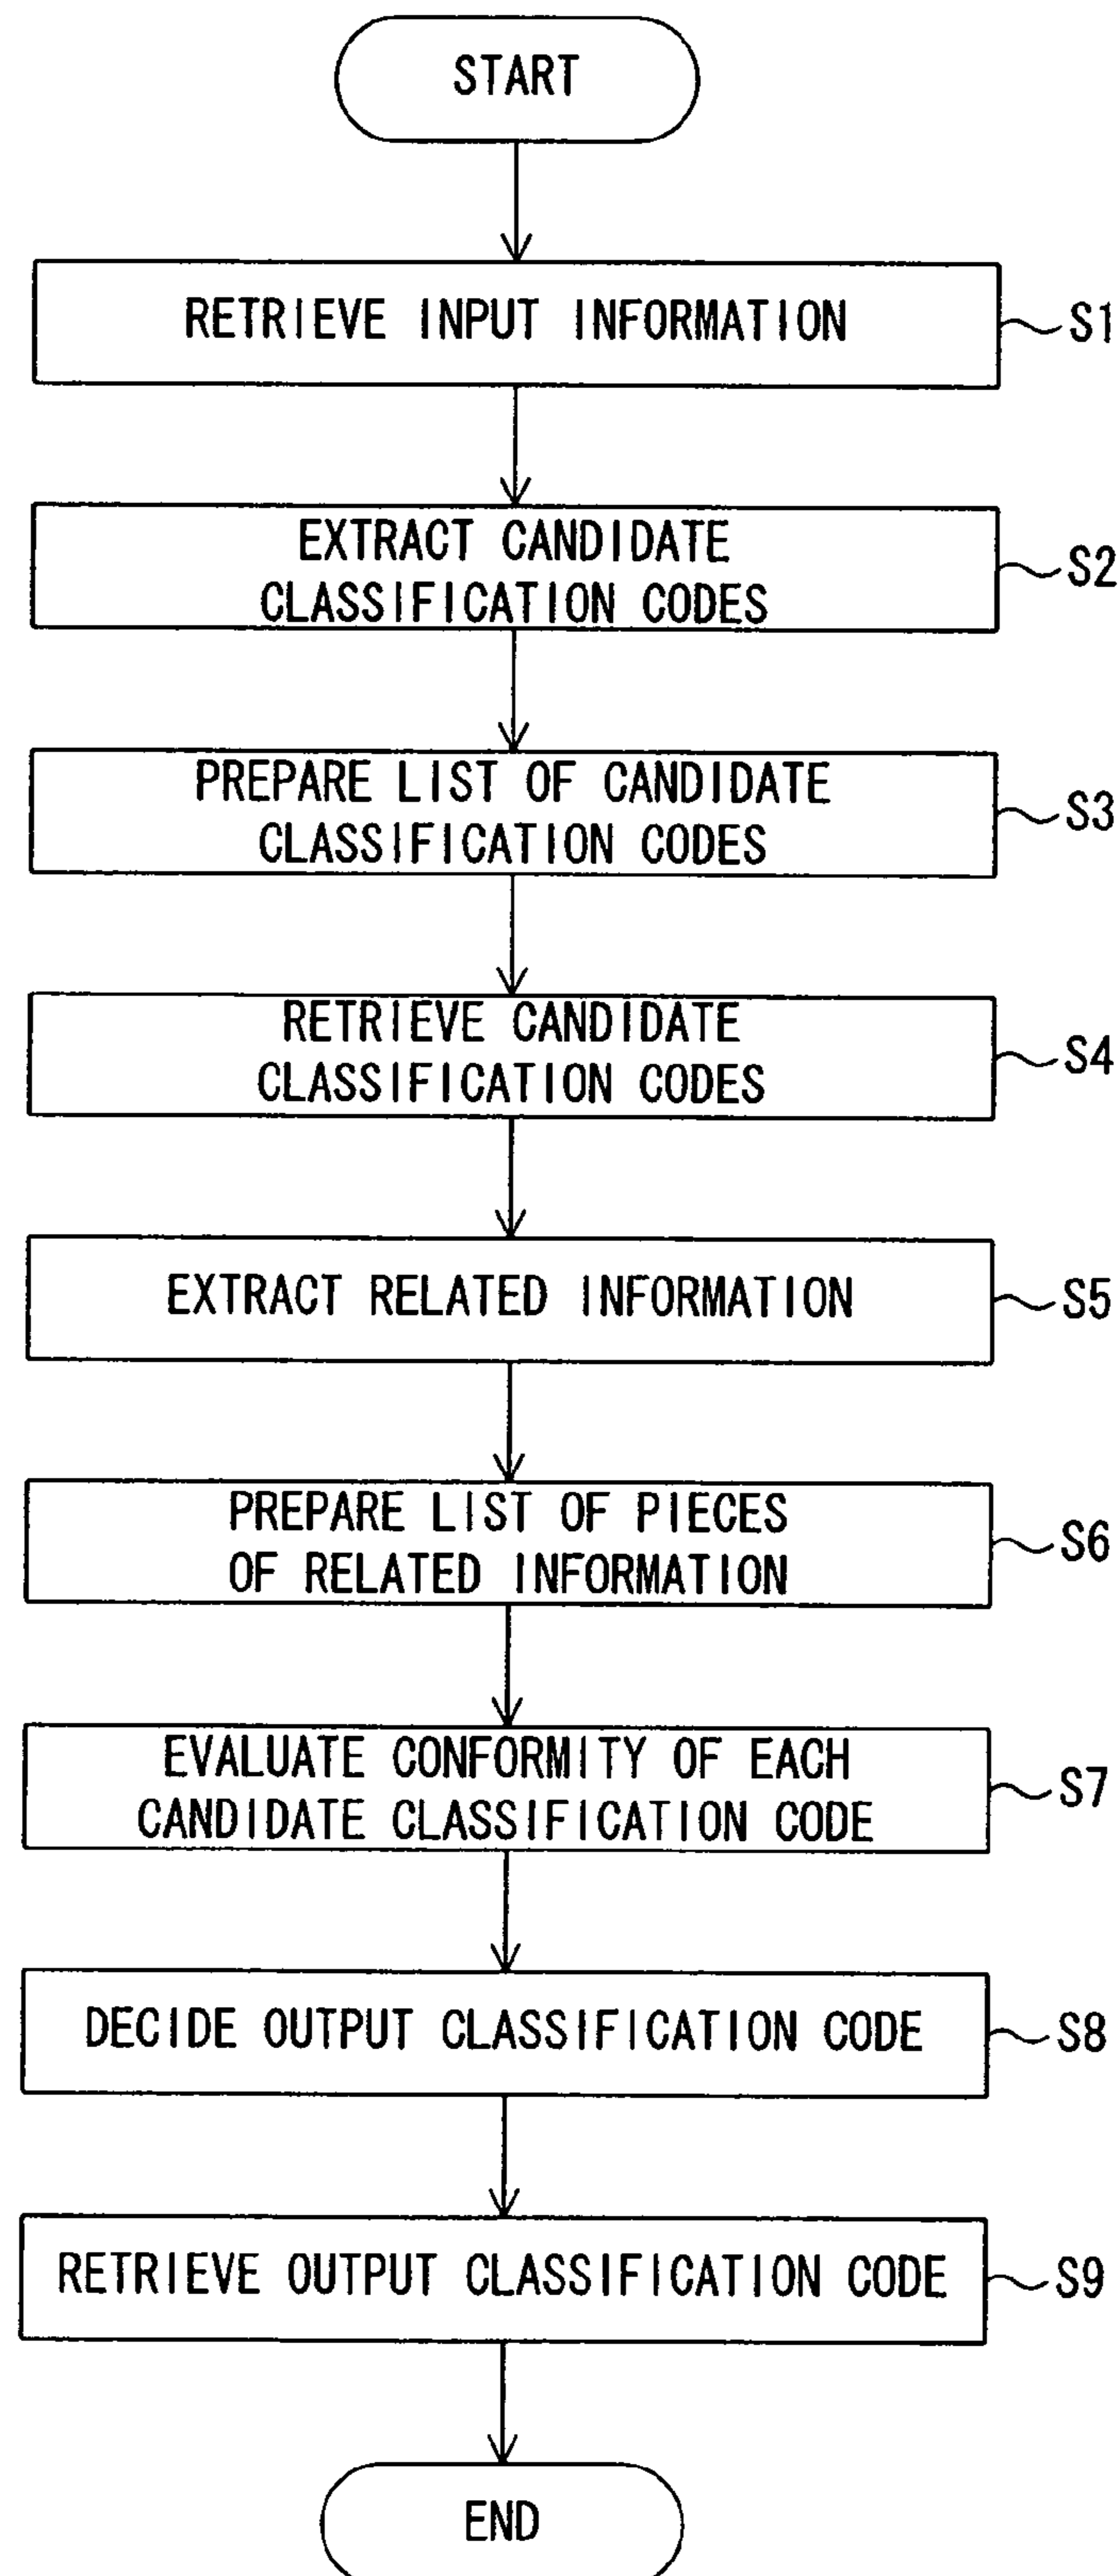 START
RETRIEVE INPUT INFORMATION
S1
EXTRACT CANDIDATE
CLASSIFICATION CODES
S2
PREPARE LIST OF CANDIDATE
CLASSIFICATION CODES
S3
RETRIEVE CANDIDATE
CLASSIFICATION CODES
S4
EXTRACT RELATED INFORMATION
S5
PREPARE LIST OF PIECES
OF RELATED INFORMATION
S6
EVALUATE CONFORMITY OF EACH
CANDIDATE CLASSIFICATION CODE
S7
DECIDE OUTPUT CLASSIFICATION CODE
S8
RETRIEVE OUTPUT CLASSIFICATION CODE
S9
END